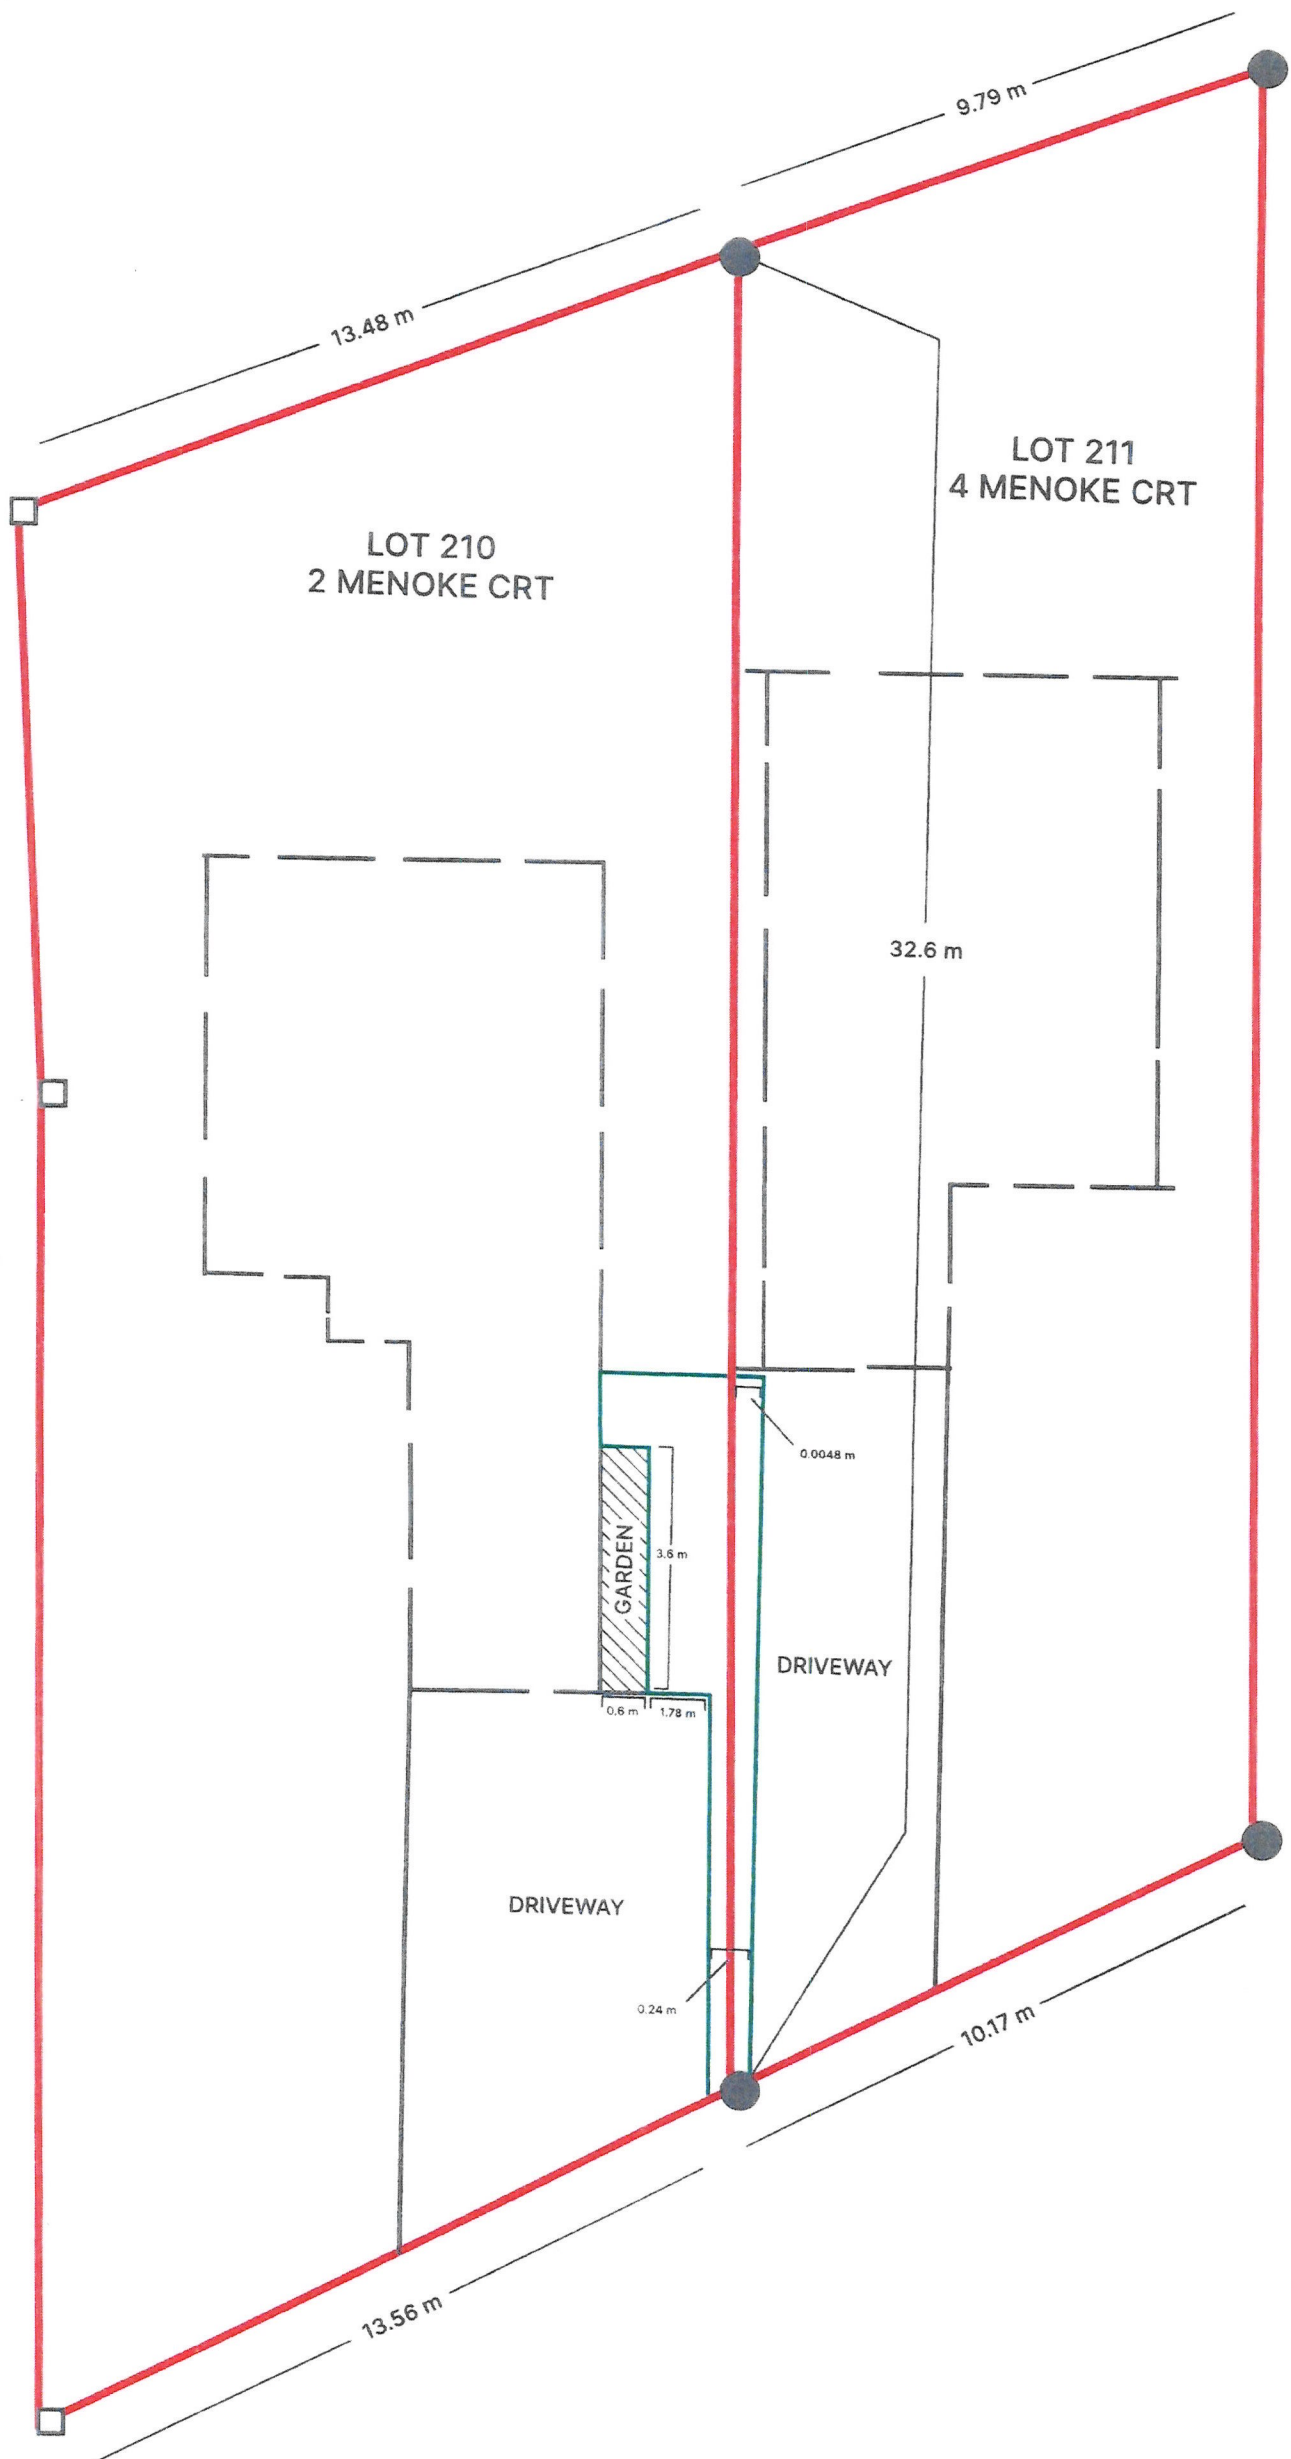 9.79 m
13.48 m
LOT 211
4 MENOKE CRT
LOT 210
2 MENOKE CRT
32.6 m
0.0048 m
GARDEN
3.6 m
DRIVEWAY
0.6 m
1.78 m
DRIVEWAY
0.24 m
10.17 m
13.56 m